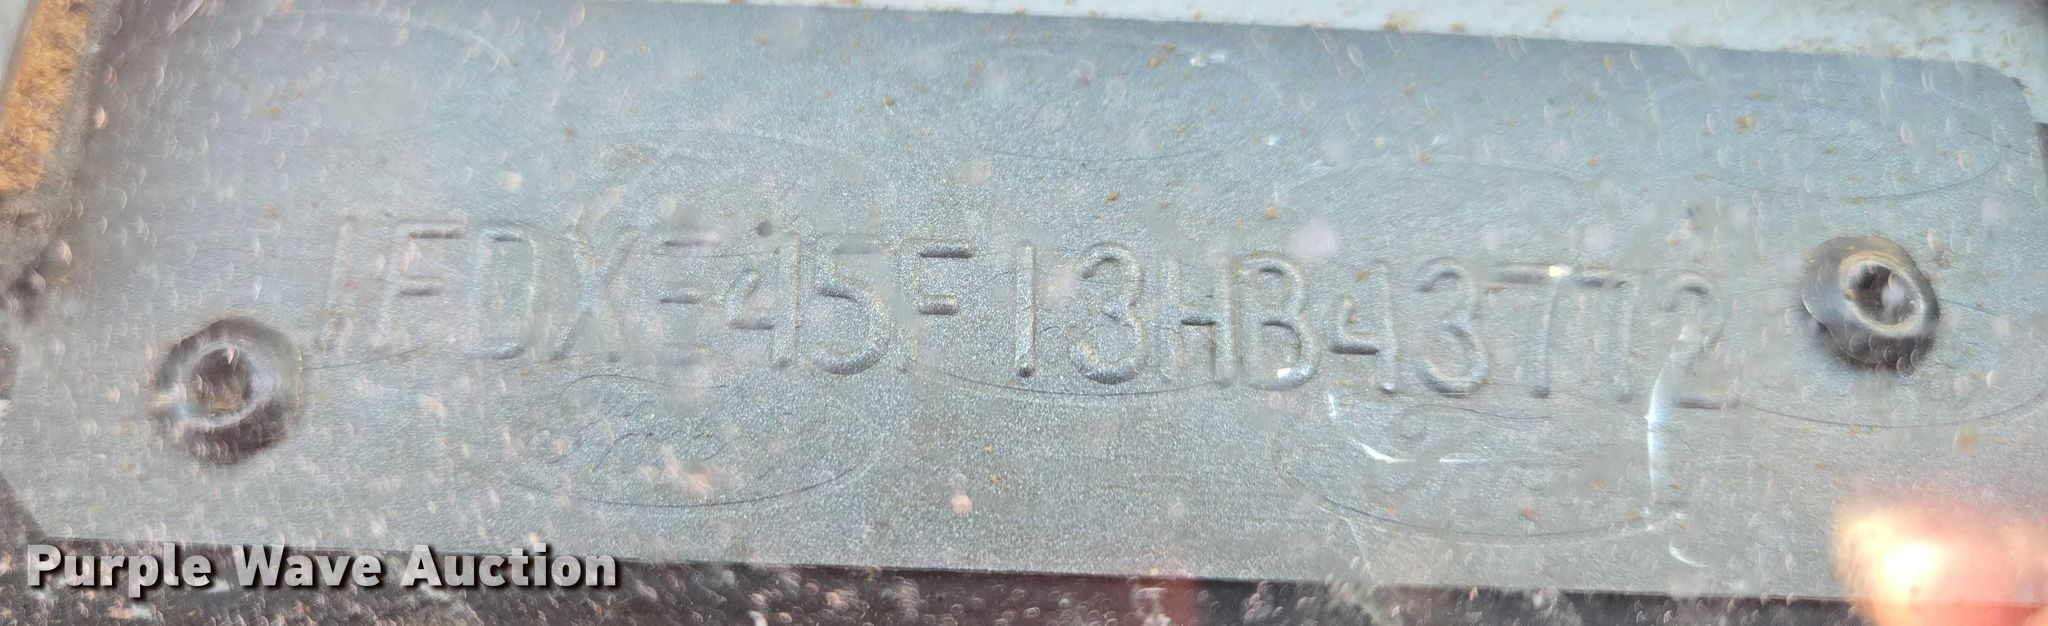 1FDXE45F13HB43772
Purple Wave Auction